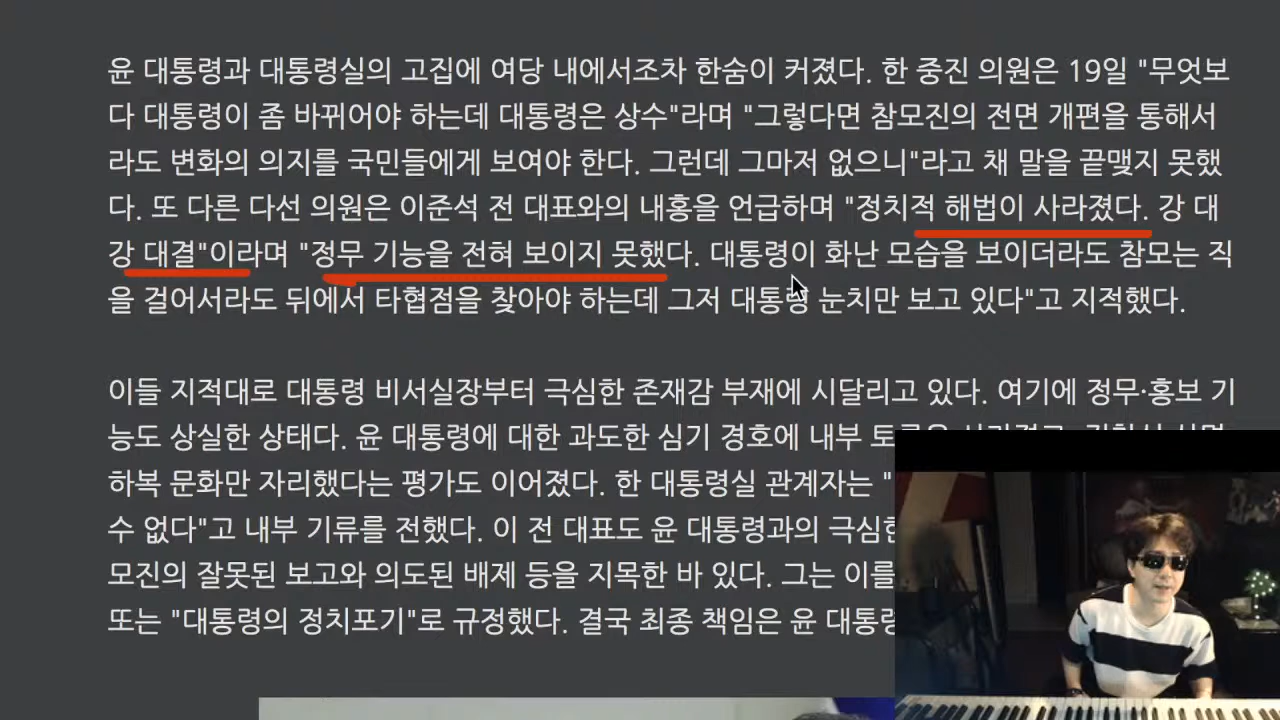 윤 대통령과 대통령실의 고집에 여당 내에서조차 한숨이 커졌다. 한 중진 의원은 19일 "무엇보
다 대통령이 좀 바뀌어야 하는데 대통령은 상수"라며 "그렇다면 참모진의 전면 개편을 통해서
라도 변화의 의지를 국민들에게 보여야 한다. 그런데 그마저 없으니"라고 채 말을 끝맺지 못했
다. 또 다른 다선 의원은 이준석 전 대표와의 내홍을 언급하며 "정치적 해법이 사라졌다. 강 대
강 대결"이라며 "정무 기능을 전혀 보이지 못했다. 대통령이 화난 모습을 보이더라도 참모는 직
을 걸어서라도 뒤에서 타협점을 찾아야 하는데 그저 대통령 눈치만 보고 있다"고 지적했다.
이들 지적대로 대통령 비서실장부터 극심한 존재감 부재에 시달리고 있다. 여기에 정무·홍보 기
능도 상실한 상태다. 윤 대통령에 대한 과도한 심기 경호에 내부
하복 문화만 자리했다는 평가도 이어졌다. 한 대통령실 관계자는 "
수 없다"고 내부 기류를 전했다. 이 전 대표도 윤 대통령과의 극심한
모진의 잘못된 보고와 의도된 배제 등을 지목한 바 있다. 그는 이를
또는 "대통령의 정치포기"로 규정했다. 결국 최종 책임은 윤 대통령